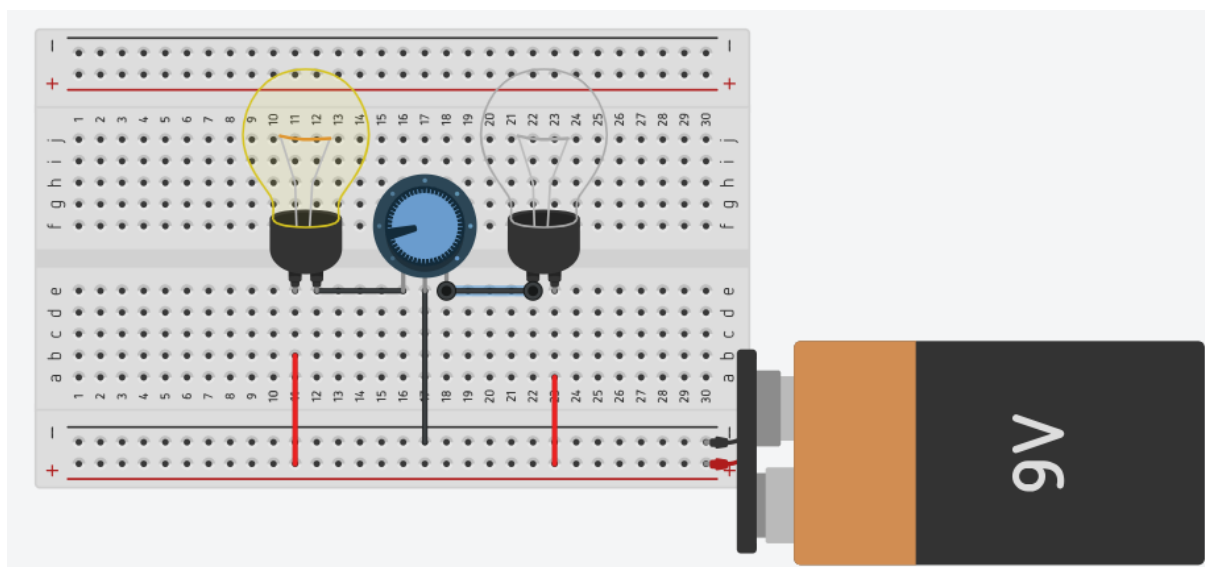 − −
+ +
1 2 3 4 5 6 7 8 9 10 11 12 13 14 15 16 17 18 19 20 21 22 23 24 25 26 27 28 29 30
j j
i i
h h
g g
f f
e e
d d
c c
b b
a a
1 2 3 4 5 6 7 8 9 10 12 13 14 15 16 18 19 20 21 22 24 25 26 27 28 29 30
− −
+ +
9V